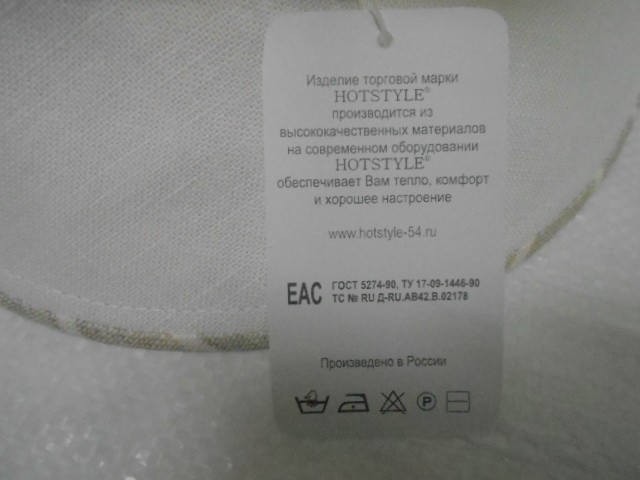 Изделие торговой марки
HOTSTYLE®
производится из
высококачественных материалов
на современном оборудовании
HOTSTYLE®
обеспечивает Вам тепло, комфорт
и хорошее настроение
www.hotstyle-54.ru
EAC ГОСТ 5274-90, ТУ 17-09-1446-90
ТС № RU Д-RU.АВ42.В.02178
Произведено в России
P